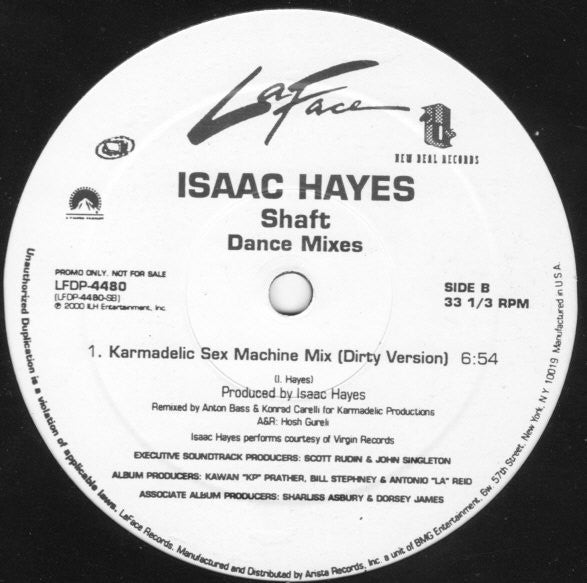 LaFace
NEW DEAL RECORDS
ISAAC HAYES
Shaft
Dance Mixes
PROMO ONLY. NOT FOR SALE
LFDP-4480
(LFDP-4480-SB)
℗ 2000 ILH Entertainment, Inc
SIDE B
33 1/3 RPM
1. Karmadelic Sex Machine Mix (Dirty Version) 6:54
(I. Hayes)
Produced by Isaac Hayes
Remixed by Anton Bass & Konrad Carelli for Karmadelic Productions
A&R: Hosh Gureli
Isaac Hayes performs courtesy of Virgin Records
EXECUTIVE SOUNDTRACK PRODUCERS: SCOTT RUDIN & JOHN SINGLETON
ALBUM PRODUCERS: KAWAN "KP" PRATHER, BILL STEPHNEY & ANTONIO "LA" REID
ASSOCIATE ALBUM PRODUCERS: SHARLISS ASBURY & DORSEY JAMES
Unauthorized Duplication is a violation of applicable laws. LaFace Records. Manufactured and Distributed by Arista Records, Inc. a unit of BMG Entertainment, 6w. 57th Street, New York, NY 10019 Manufactured in U.S.A.